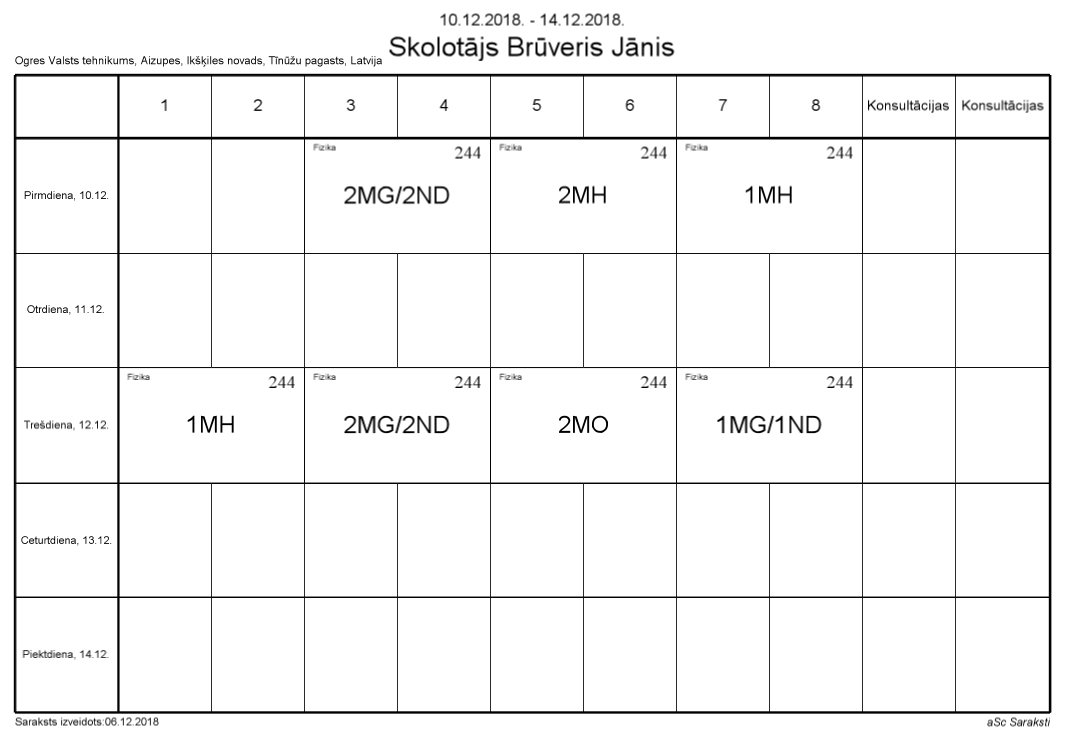 10.12.2018. - 14.12.2018.
Skolotājs Brūveris Jānis
Ogres Valsts tehnikums, Aizupes, Ikšķiles novads, Tīnūžu pagasts, Latvija
1 2 3 4 5 6 7 8 Konsultācijas Konsultācijas
Fizika 244 Fizika 244 Fizika 244
Pirmdiena, 10.12. 2MG/2ND 2MH 1MH
Otrdiena, 11.12.
Fizika 244 Fizika 244 Fizika 244 Fizika 244
Trešdiena, 12.12. 1MH 2MG/2ND 2MO 1MG/1ND
Ceturtdiena, 13.12.
Piektdiena, 14.12.
Saraksts izveidots:06.12.2018 aSc Saraksti